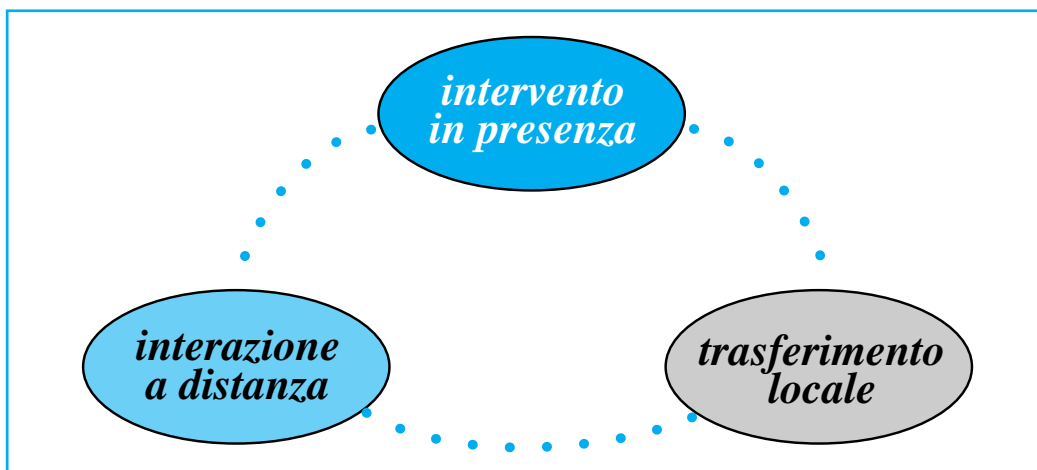 intervento
in presenza
interazione
a distanza
trasferimento
locale